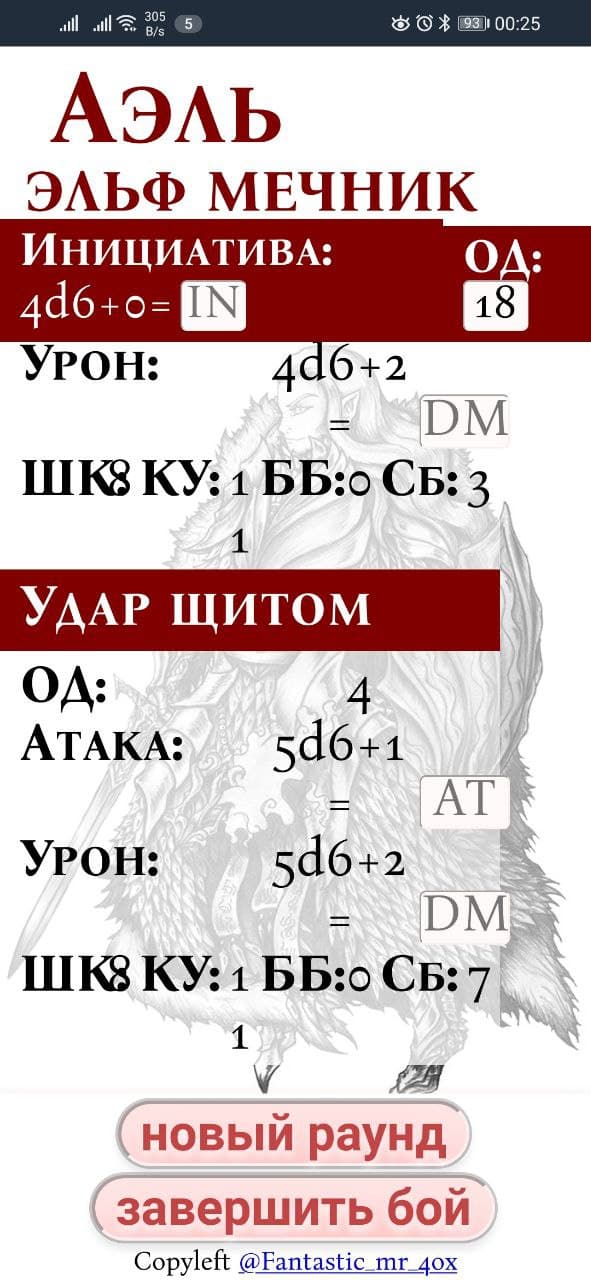 305 B/s 5 93 00:25
Аэль
эльф мечник
Инициатива: ОД:
4d6+0= IN 18
Урон: 4d6+2
= DM
ШК8 КУ: 1 ББ:0 Сб: 3
1
Удар щитом
ОД: 4
Атака: 5d6+1
= AT
Урон: 5d6+2
= DM
ШК8 КУ: 1 ББ:0 Сб: 7
1
новый раунд
завершить бой
Copyleft @Fantastic_mr_4ox